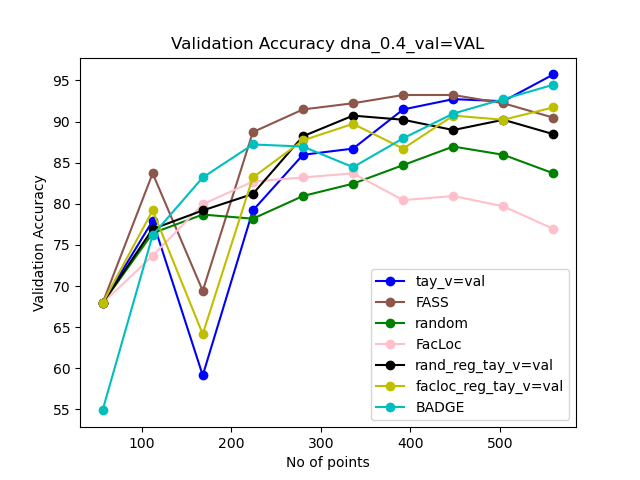 Validation Accuracy dna_0.4_val=VAL
Validation Accuracy
95
90
85
80
75
70
65
60
55
100
200
300
400
500
No of points
tay_v=val
FASS
random
FacLoc
rand_reg_tay_v=val
facloc_reg_tay_v=val
BADGE